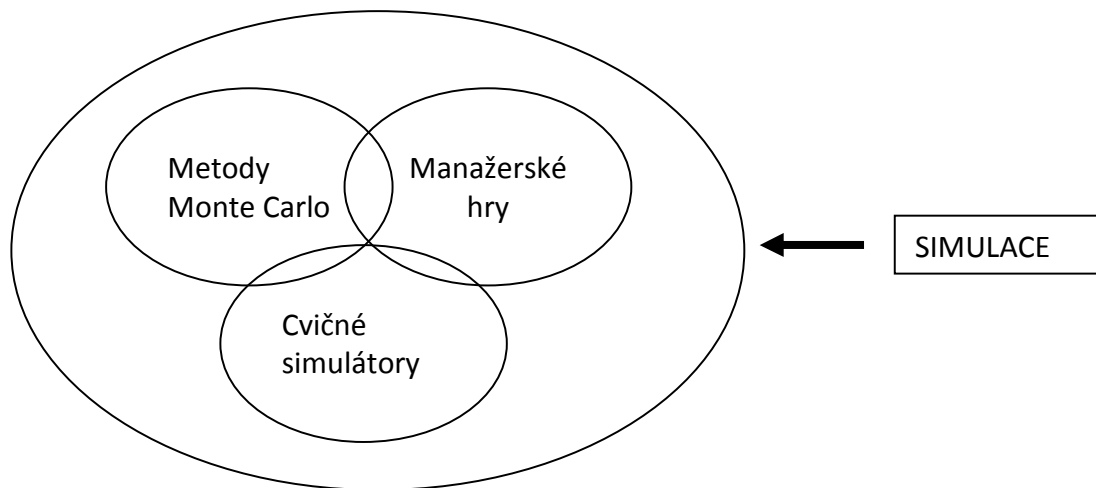 Metody
Monte Carlo
Manažerské
hry
SIMULACE
Cvičné
simulátory